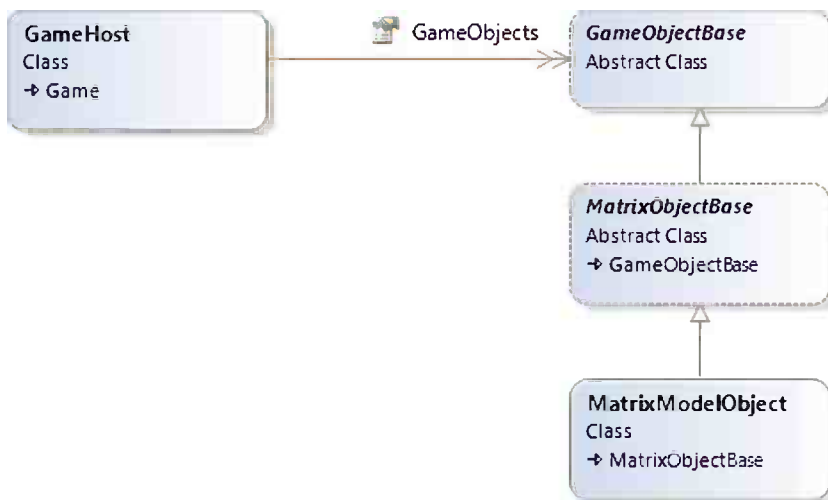 GameHost
Class
Game
GameObjects
GameObjectBase
Abstract Class
MatrixObjectBase
Abstract Class
GameObjectBase
MatrixModelObject
Class
MatrixObjectBase